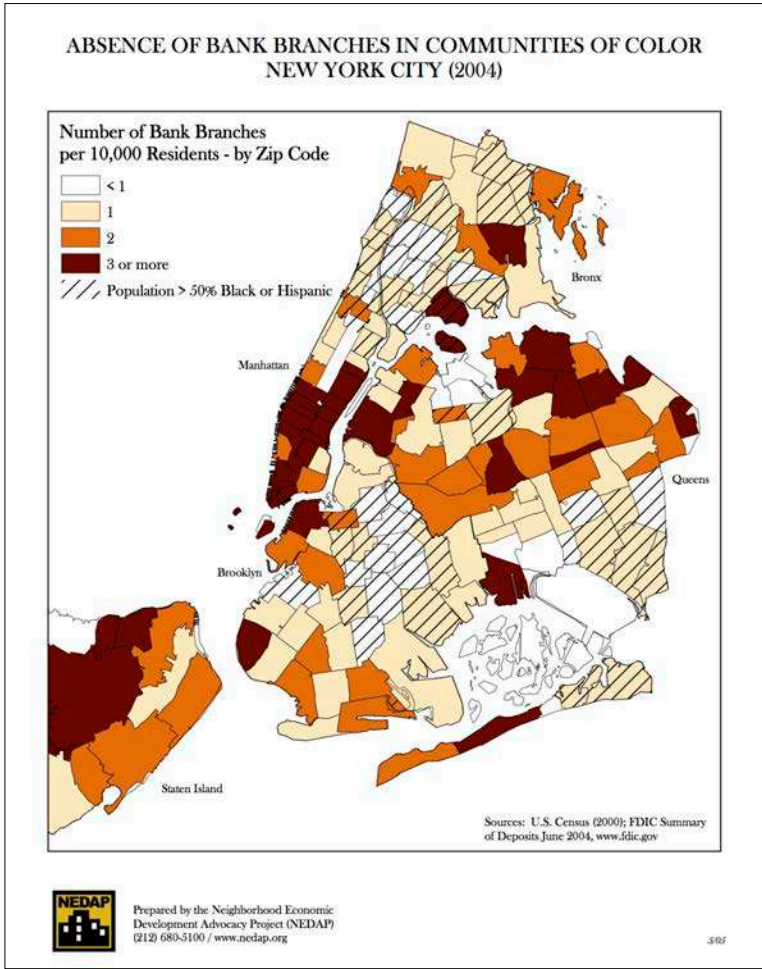 ABSENCE OF BANK BRANCHES IN COMMUNITIES OF COLOR
NEW YORK CITY (2004)
Number of Bank Branches
per 10,000 Residents - by Zip Code
< 1
1
2
3 or more
Population > 50% Black or Hispanic
Bronx
Manhattan
Queens
Brooklyn
Staten Island
Sources: U.S. Census (2000); FDIC Summary
of Deposits June 2004, www.fdic.gov
NEDAP
Prepared by the Neighborhood Economic
Development Advocacy Project (NEDAP)
(212) 680-5100 / www.nedap.org
5/05